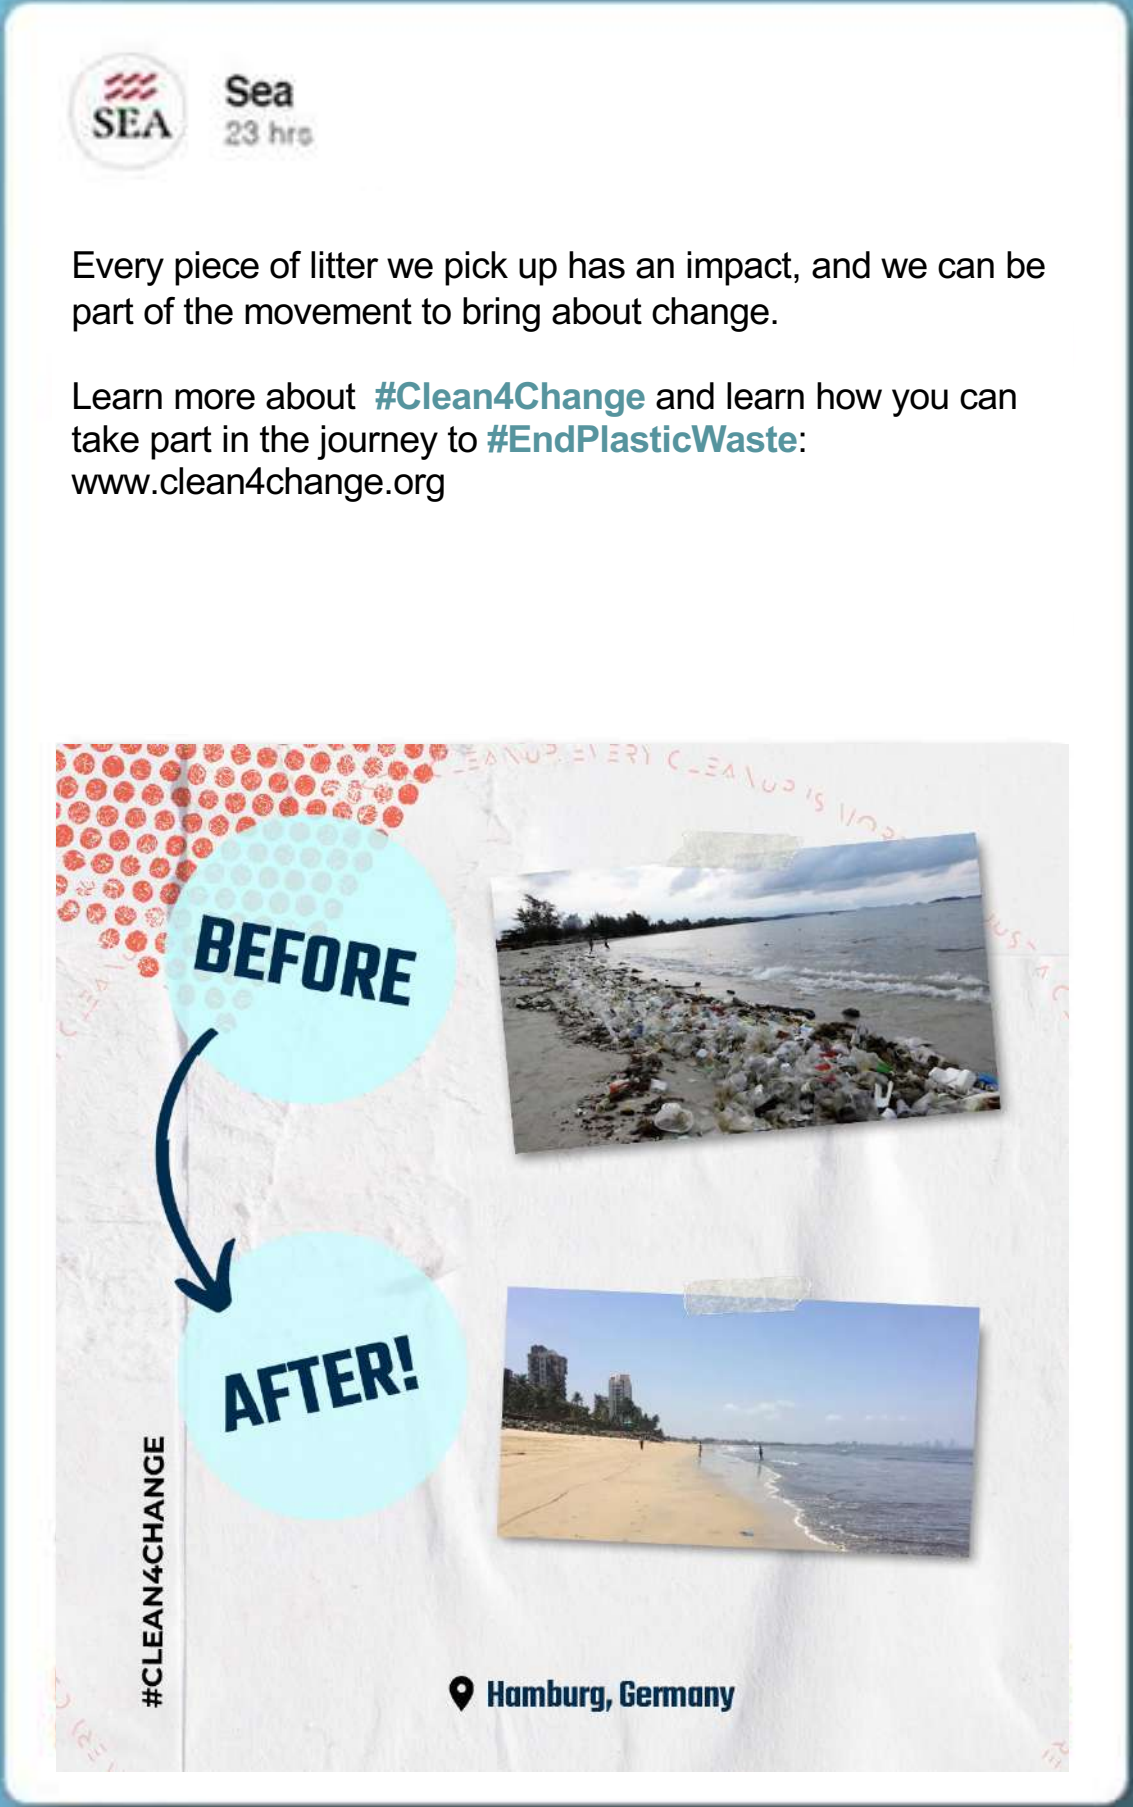 SEA
Sea
23 hrs
Every piece of litter we pick up has an impact, and we can be
part of the movement to bring about change.
Learn more about #Clean4Change and learn how you can
take part in the journey to #EndPlasticWaste:
www.clean4change.org
CLEANUP IS
BEFORE
AFTER!
#CLEAN4CHANGE
Hamburg, Germany